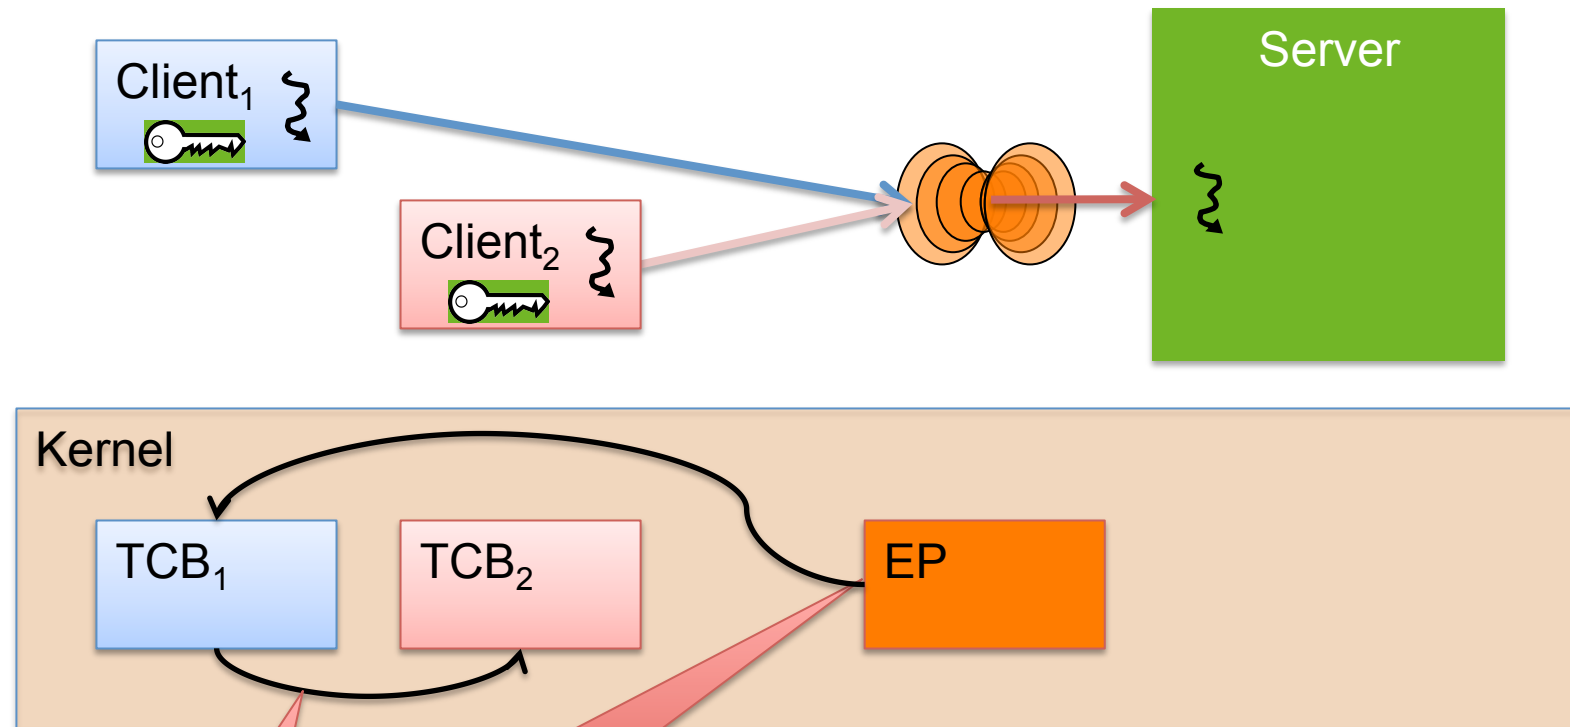 Server
Client₁
Client₂
Kernel
TCB₁
TCB₂
EP